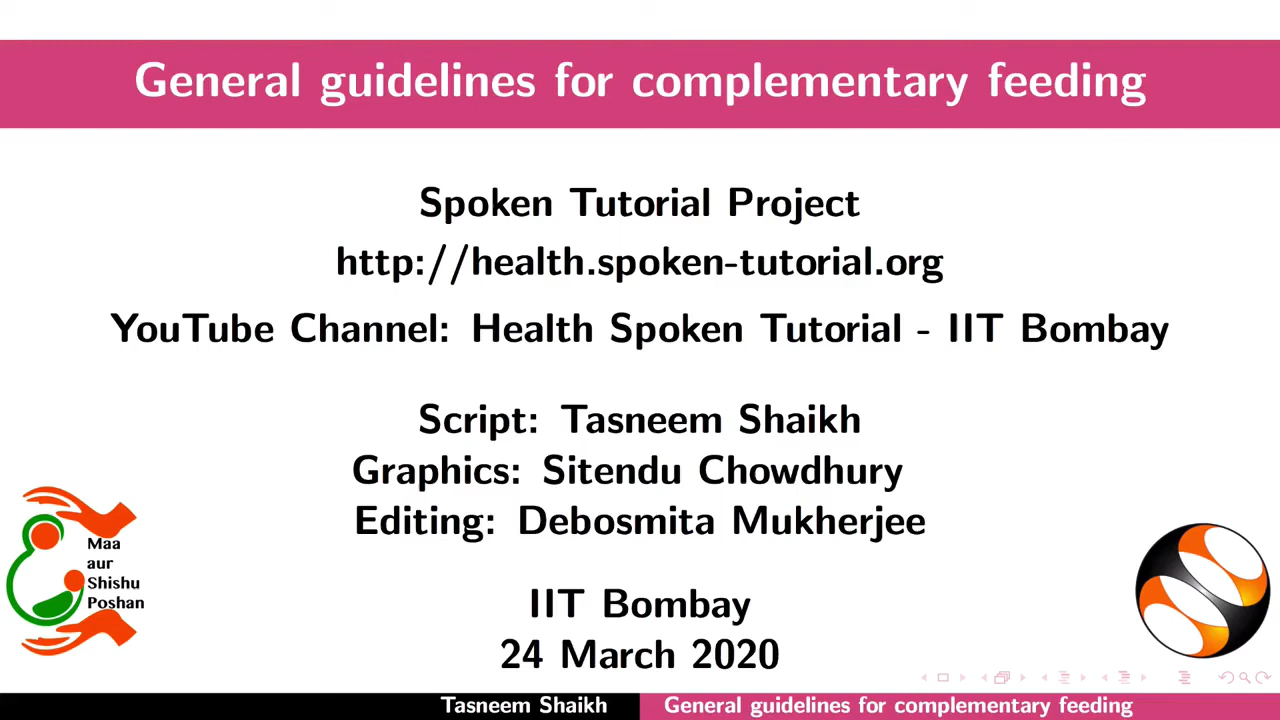 General guidelines for complementary feeding
Spoken Tutorial Project
http://health.spoken-tutorial.org
YouTube Channel: Health Spoken Tutorial - IIT Bombay
Script: Tasneem Shaikh
Graphics: Sitendu Chowdhury
Editing: Debosmita Mukherjee
Maa
aur
Shishu
Poshan
IIT Bombay
24 March 2020
Tasneem Shaikh
General guidelines for complementary feeding